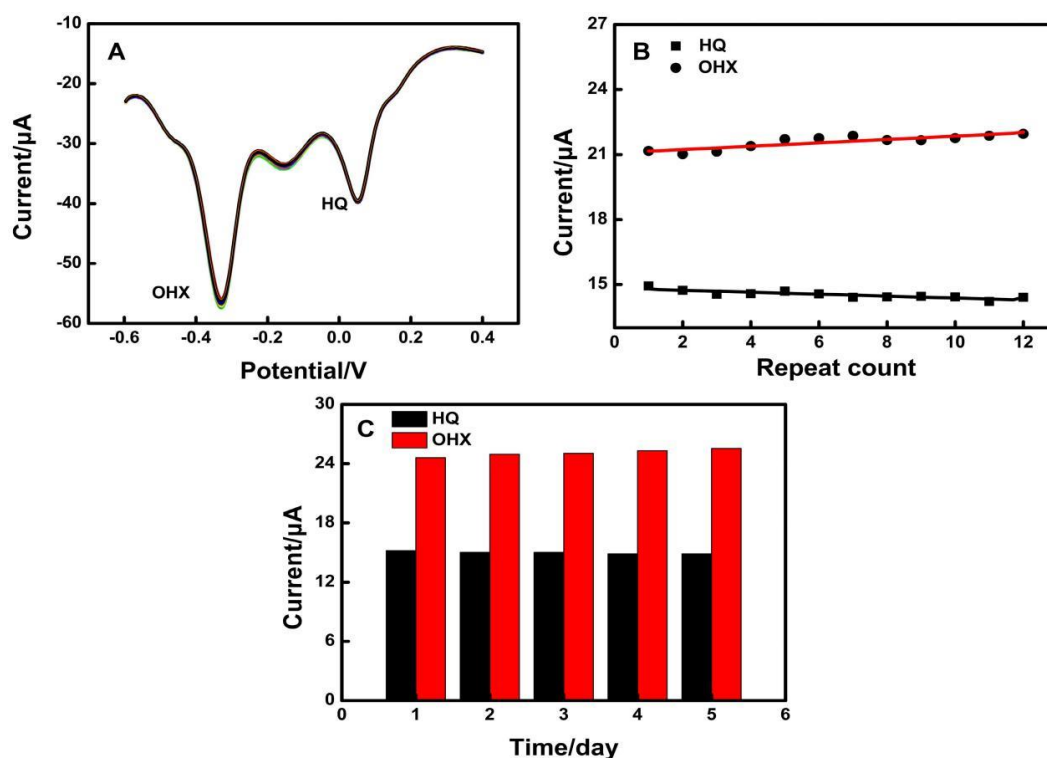 A
-10
-20
-30
-40
-50
-60
Current/μA
OHX
HQ
-0.6 -0.4 -0.2 0.0 0.2 0.4
Potential/V
B
HQ
OHX
27
24
21
18
15
Current/μA
0 2 4 6 8 10 12
Repeat count
C
HQ
OHX
30
24
18
12
6
0
Current/μA
0 1 2 3 4 5 6
Time/day